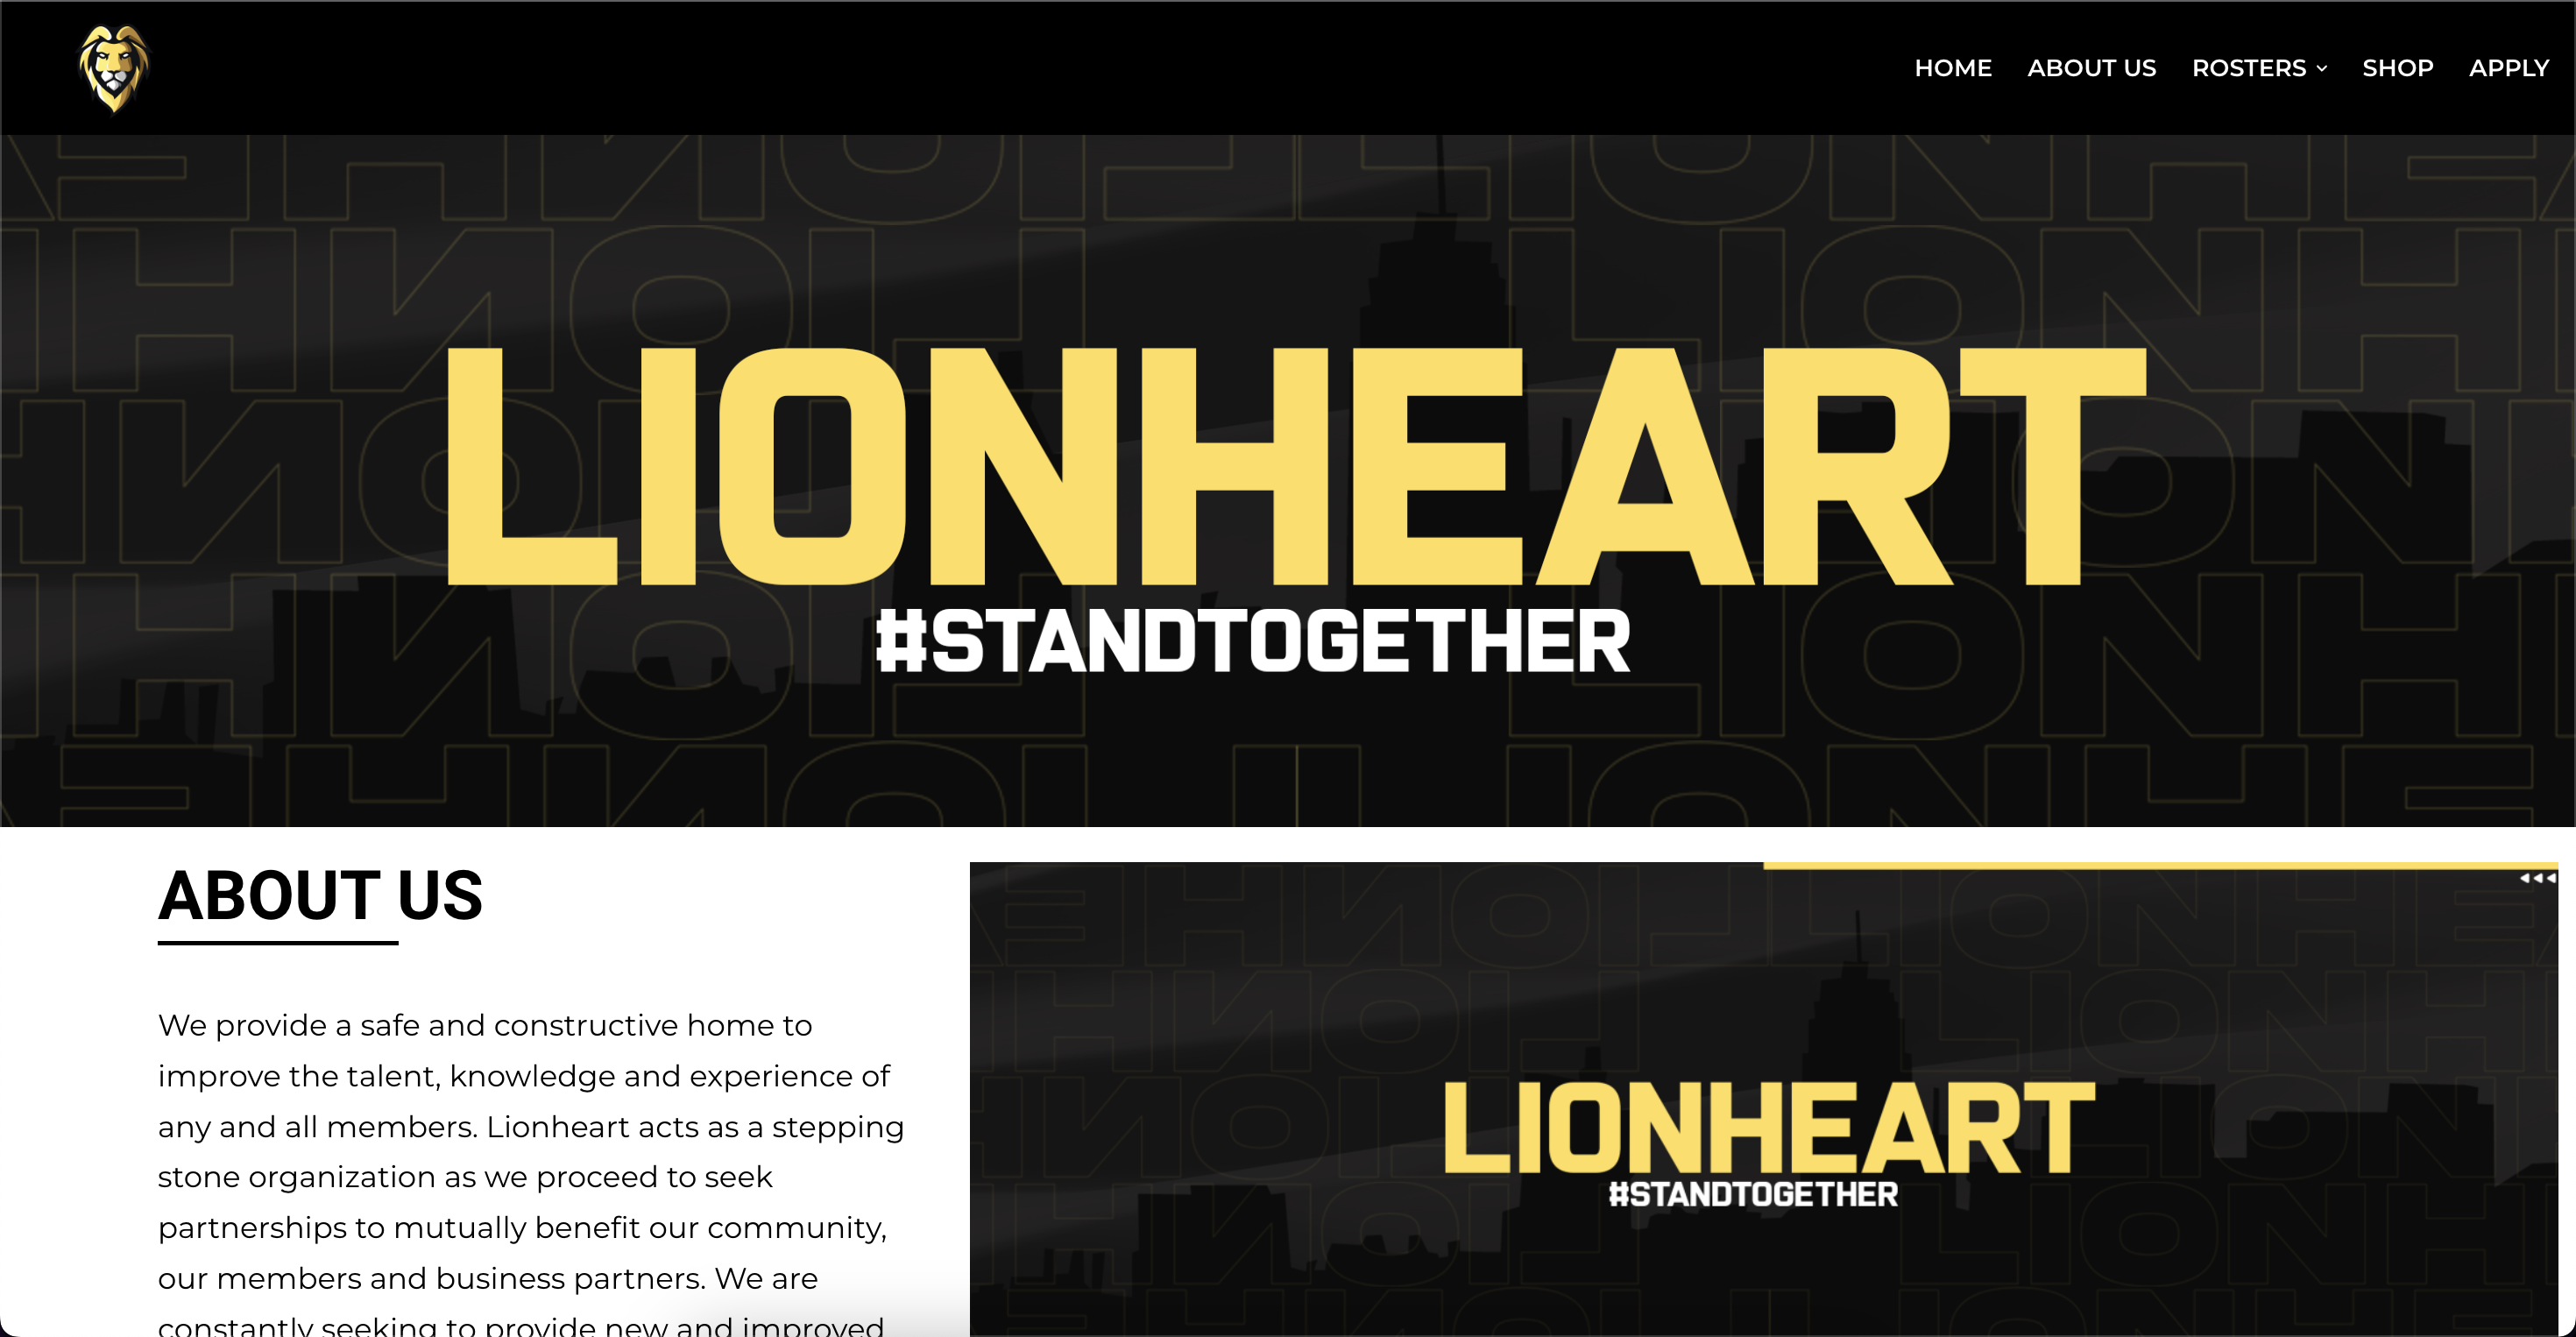 HOME ABOUT US ROSTERS SHOP APPLY
LIONHEART
#STANDTOGETHER
ABOUT US
We provide a safe and constructive home to
improve the talent, knowledge and experience of
any and all members. Lionheart acts as a stepping
stone organization as we proceed to seek
partnerships to mutually benefit our community,
our members and business partners. We are
constantly seeking to provide new and improved
LIONHEART
#STANDTOGETHER